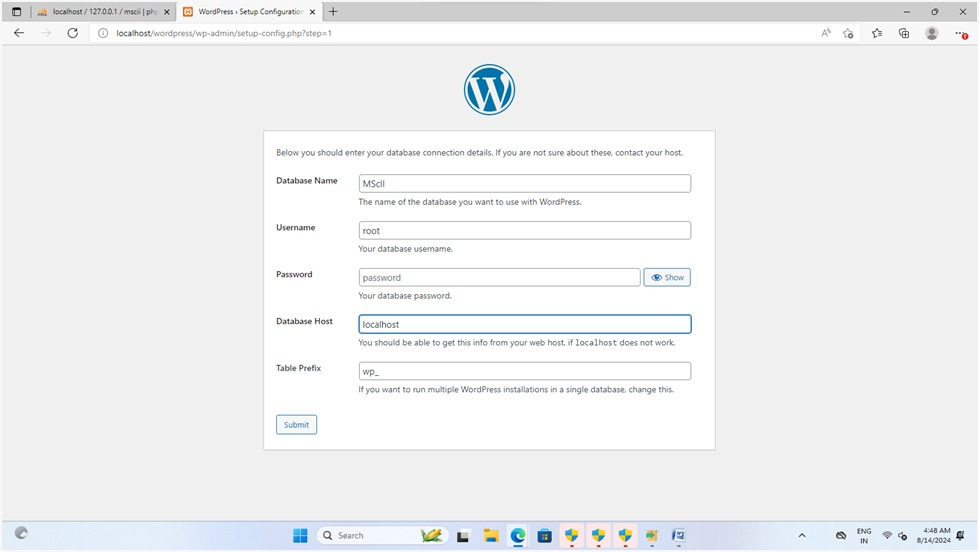 localhost / 127.0.0.1 / mscii | ph
WordPress › Setup Configuration
localhost/wordpress/wp-admin/setup-config.php?step=1
Below you should enter your database connection details. If you are not sure about these, contact your host.
Database Name
MScII
The name of the database you want to use with WordPress.
Username
root
Your database username.
Password
password
Show
Your database password.
Database Host
localhost
You should be able to get this info from your web host, if localhost does not work.
Table Prefix
wp_
If you want to run multiple WordPress installations in a single database, change this.
Submit
Search
ENG
IN
4:48 AM
8/14/2024